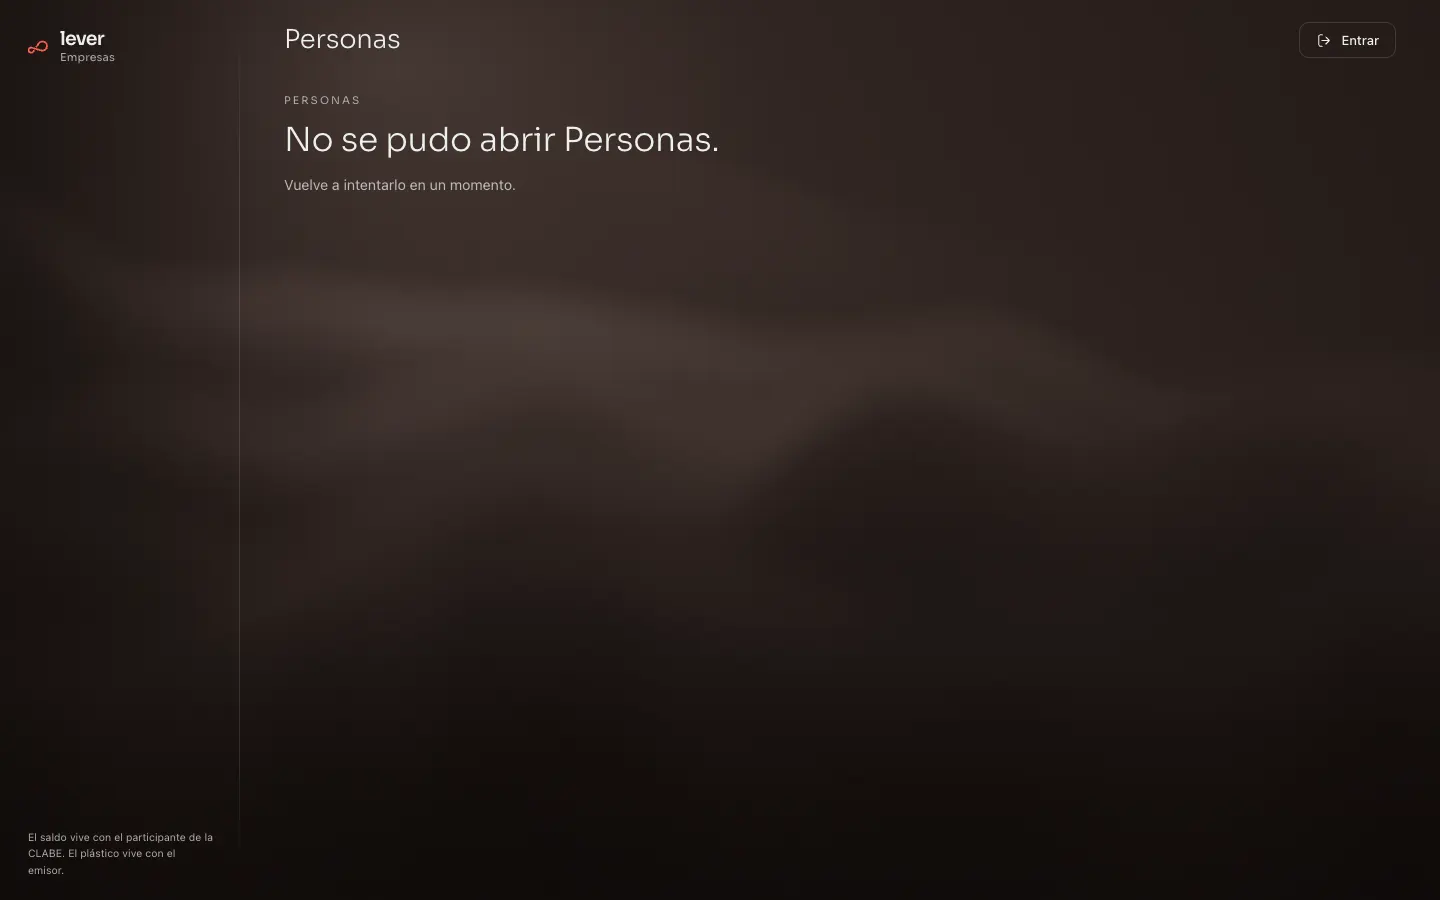 lever
Empresas
Personas
Entrar
PERSONAS
No se pudo abrir Personas.
Vuelve a intentarlo en un momento.
El saldo vive con el participante de la
CLABE. El plástico vive con el
emisor.